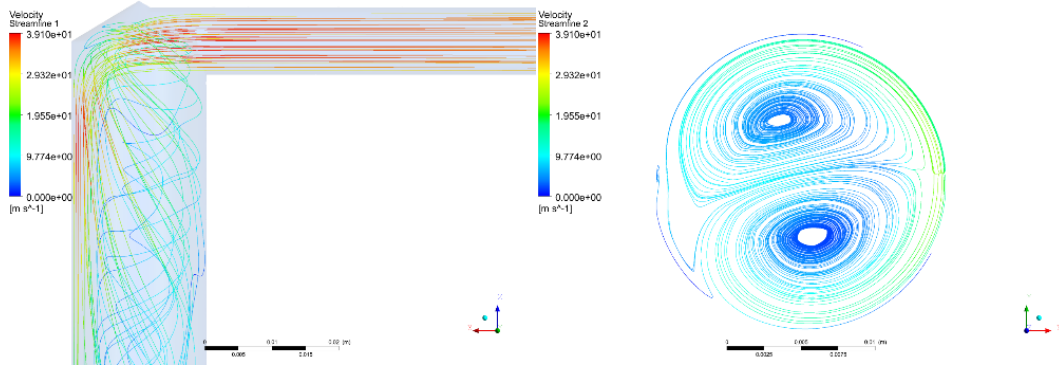 Velocity
Streamline 1
3.910e+01
2.932e+01
1.955e+01
9.774e+00
0.000e+00
[m s^-1]
0 0.01 0.02 (m)
0.005 0.015
Velocity
Streamline 2
3.910e+01
2.932e+01
1.955e+01
9.774e+00
0.000e+00
[m s^-1]
0 0.005 0.01 (m)
0.0025 0.0075